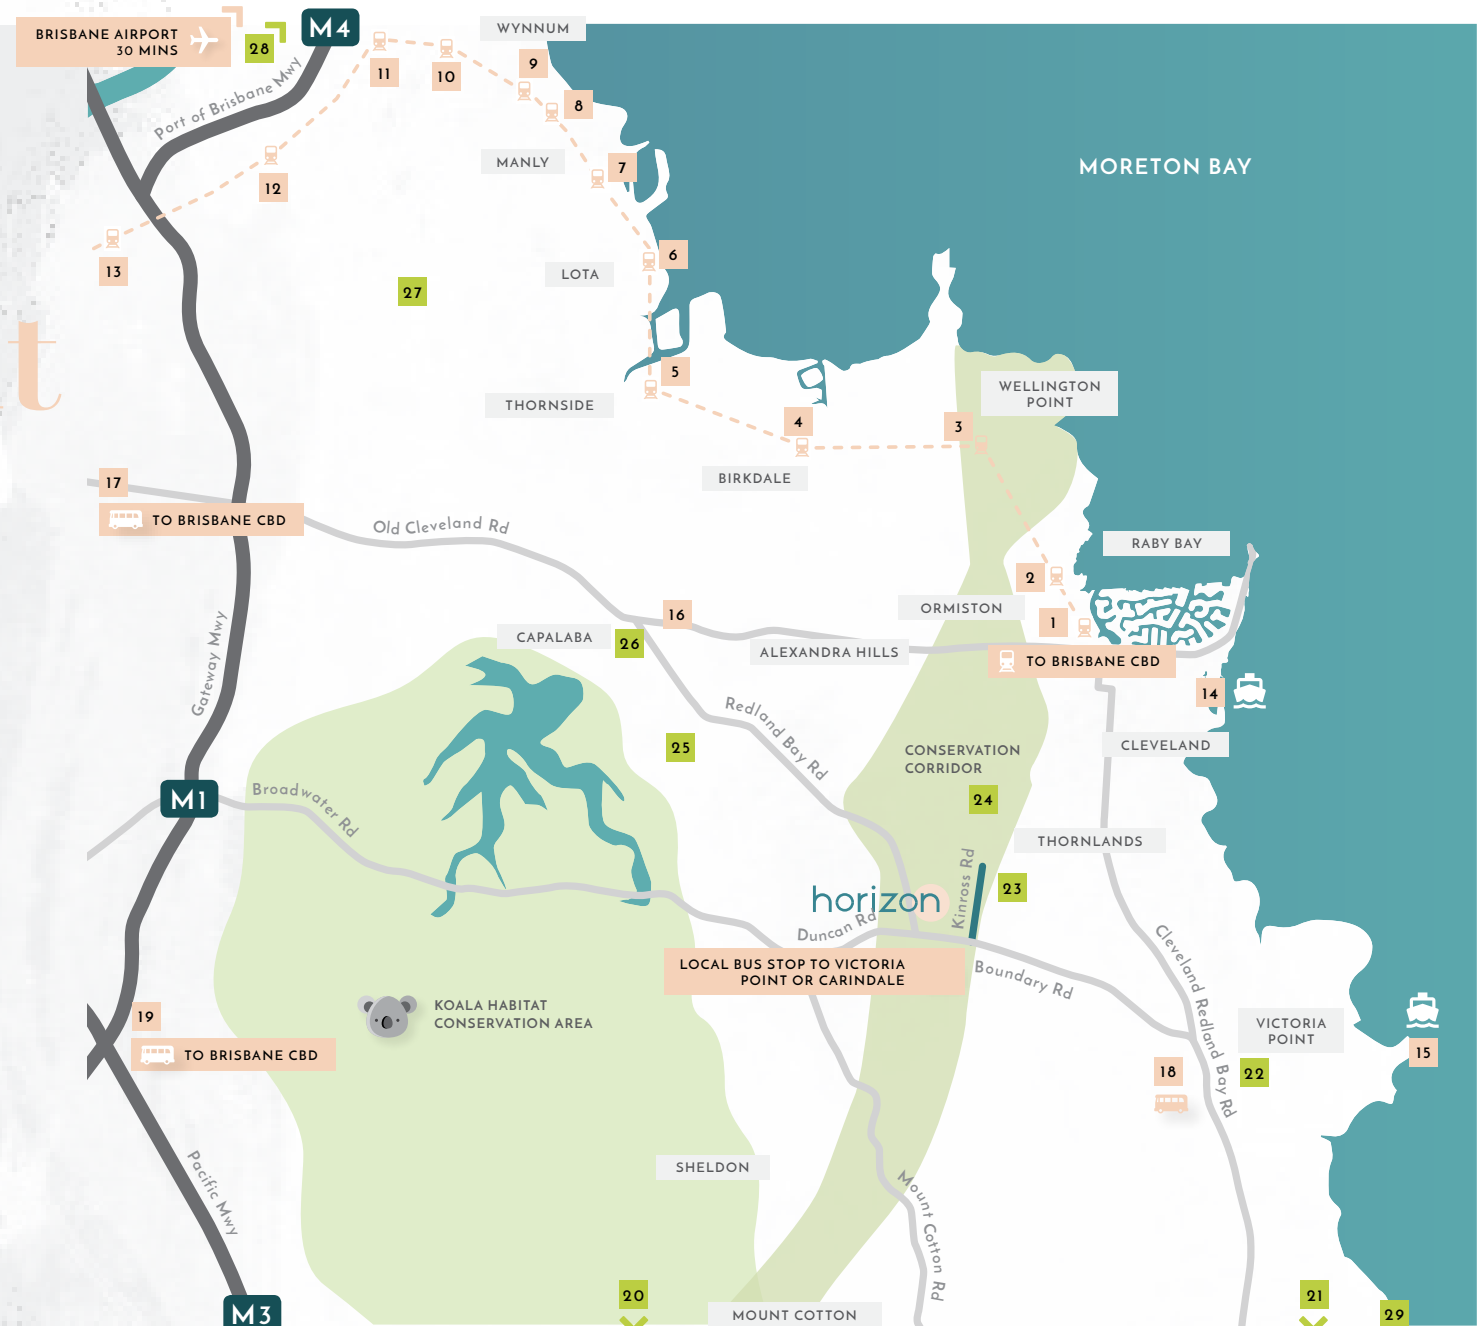 BRISBANE AIRPORT
30 MINS
28
M4
WYNNUM
11
10
9
8
Port of Brisbane Mwy
MANLY
7
MORETON BAY
12
13
6
LOTA
27
t
5
THORNSIDE
WELLINGTON
POINT
4
3
BIRKDALE
17
TO BRISBANE CBD
Old Cleveland Rd
RABY BAY
2
ORMISTON
16
1
CAPALABA
26
ALEXANDRA HILLS
TO BRISBANE CBD
Gateway Mwy
14
Redland Bay Rd
25
CONSERVATION
CORRIDOR
CLEVELAND
24
M1
Broadwater Rd
THORNLANDS
Kinross Rd
23
horizon
Duncan Rd
LOCAL BUS STOP TO VICTORIA
POINT OR CARINDALE
Boundary Rd
Cleveland Redland Bay Rd
KOALA HABITAT
CONSERVATION AREA
19
TO BRISBANE CBD
VICTORIA
POINT
15
18
22
SHELDON
Pacific Mwy
Mount Cotton Rd
20
21
M3
MOUNT COTTON
29